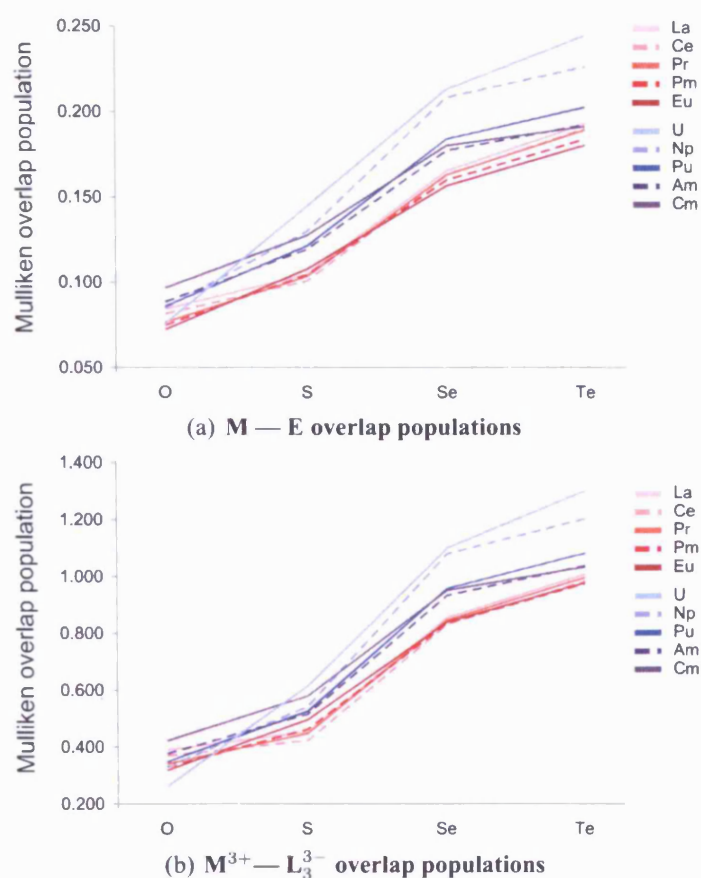 Mulliken overlap population
0.250
0.200
0.150
0.100
0.050
O S Se Te
La
Ce
Pr
Pm
Eu
U
Np
Pu
Am
Cm
(a) M — E overlap populations
Mulliken overlap population
1.400
1.200
1.000
0.800
0.600
0.400
0.200
O S Se Te
La
Ce
Pr
Pm
Eu
U
Np
Pu
Am
Cm
(b) M³⁺— L₃³⁻ overlap populations